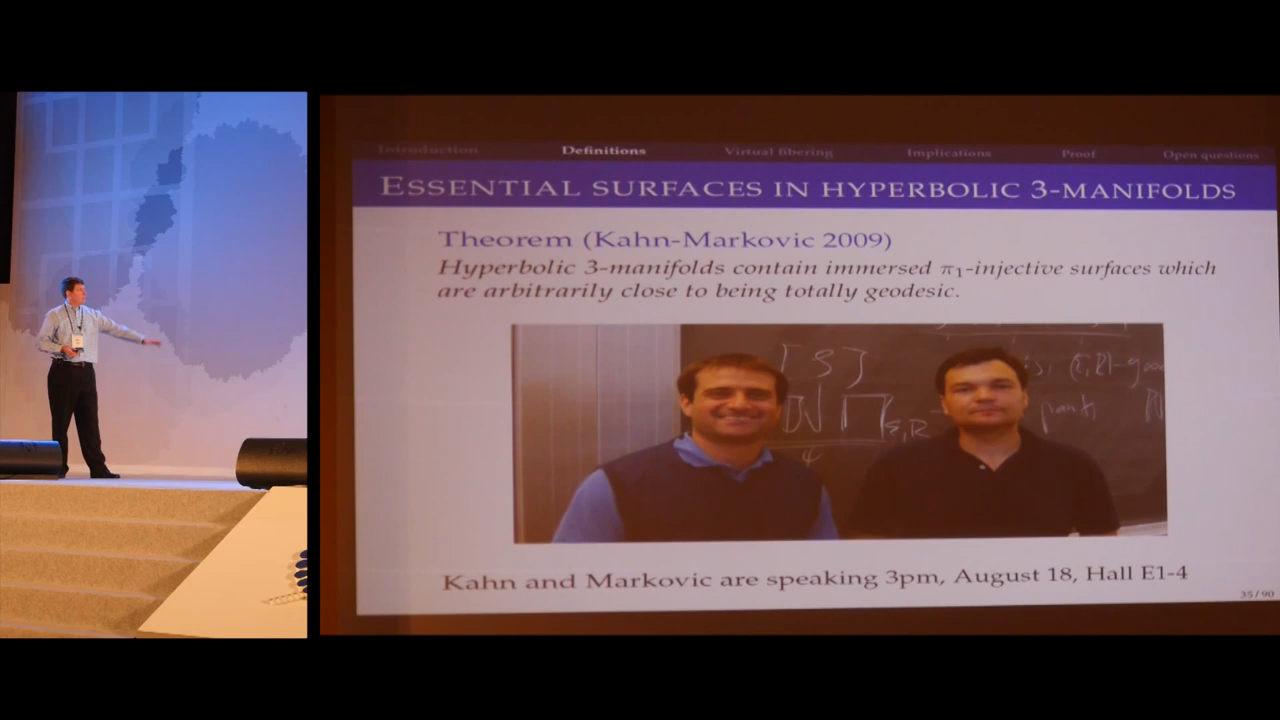 Introduction Definitions Virtual fibering Implications Proof Open questions
ESSENTIAL SURFACES IN HYPERBOLIC 3-MANIFOLDS
Theorem (Kahn-Markovic 2009)
Hyperbolic 3-manifolds contain immersed π₁-injective surfaces which
are arbitrarily close to being totally geodesic.
Kahn and Markovic are speaking 3pm, August 18, Hall E1-4
35/90